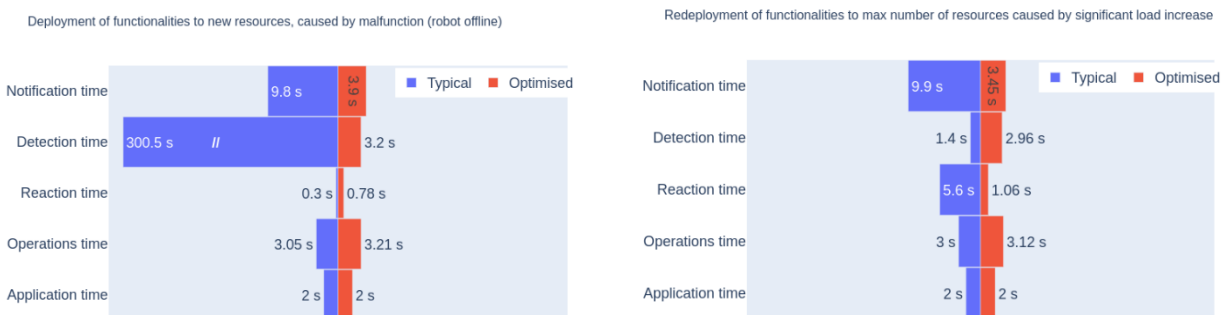 Deployment of functionalities to new resources, caused by malfunction (robot offline)
Typical Optimised
Notification time 9.8 s 3.9 s
Detection time 300.5 s // 3.2 s
Reaction time 0.3 s 0.78 s
Operations time 3.05 s 3.21 s
Application time 2 s 2 s
Redeployment of functionalities to max number of resources caused by significant load increase
Typical Optimised
Notification time 9.9 s 3.45 s
Detection time 1.4 s 2.96 s
Reaction time 5.6 s 1.06 s
Operations time 3 s 3.12 s
Application time 2 s 2 s